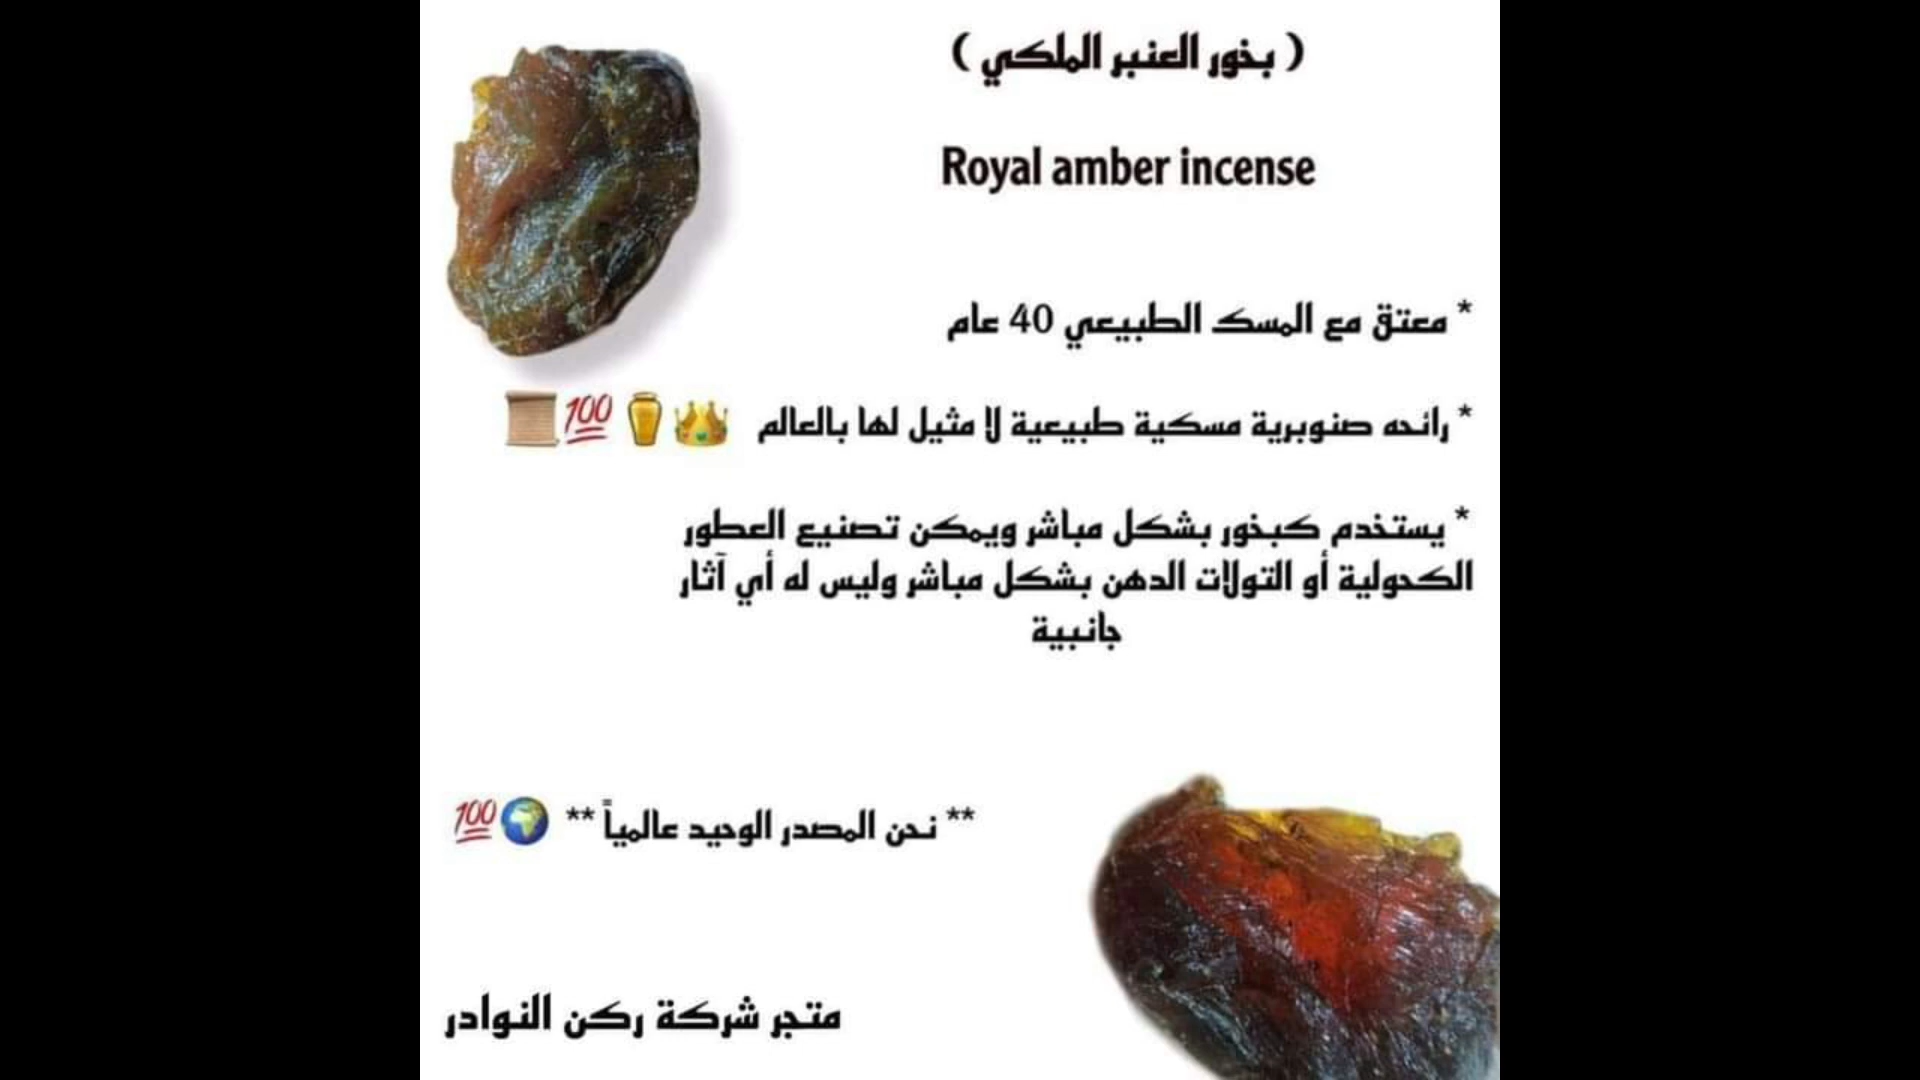 ( بخور العنبر الملكي )
Royal amber incense
* معتق مع المسك الطبيعي 40 عام
* رائحه صنوبرية مسكية طبيعية لا مثيل لها بالعالم 👑⚱️💯📜
* يستخدم كبخور بشكل مباشر ويمكن تصنيع العطور
الكحولية أو التولات الدهن بشكل مباشر وليس له أي آثار
جانبية
** نحن المصدر الوحيد عالمياً ** 🌍💯
متجر شركة ركن النوادر